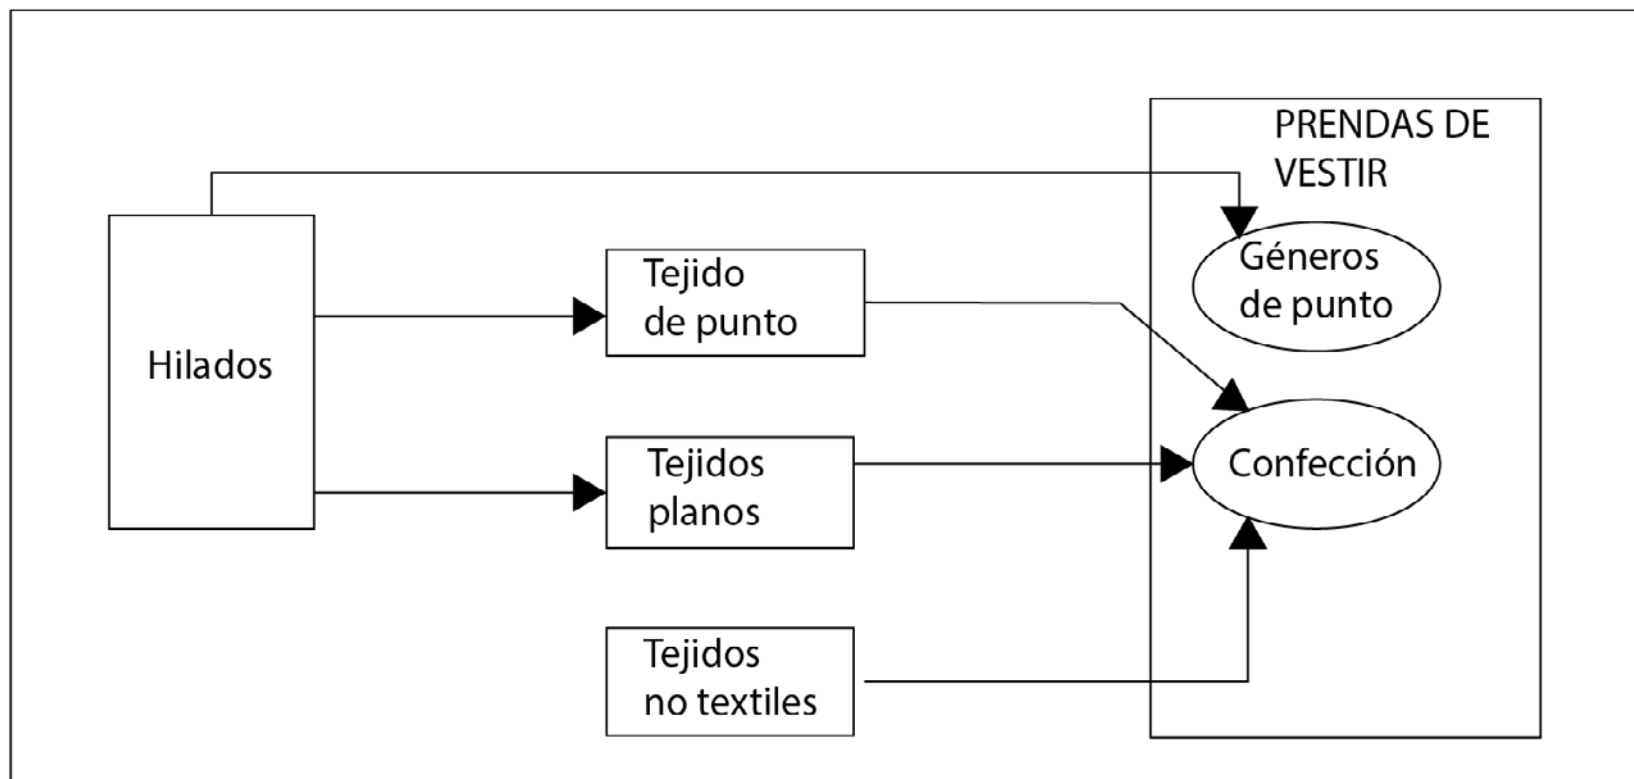 PRENDAS DE
VESTIR
Hilados
Tejido
de punto
Géneros
de punto
Tejidos
planos
Confección
Tejidos
no textiles